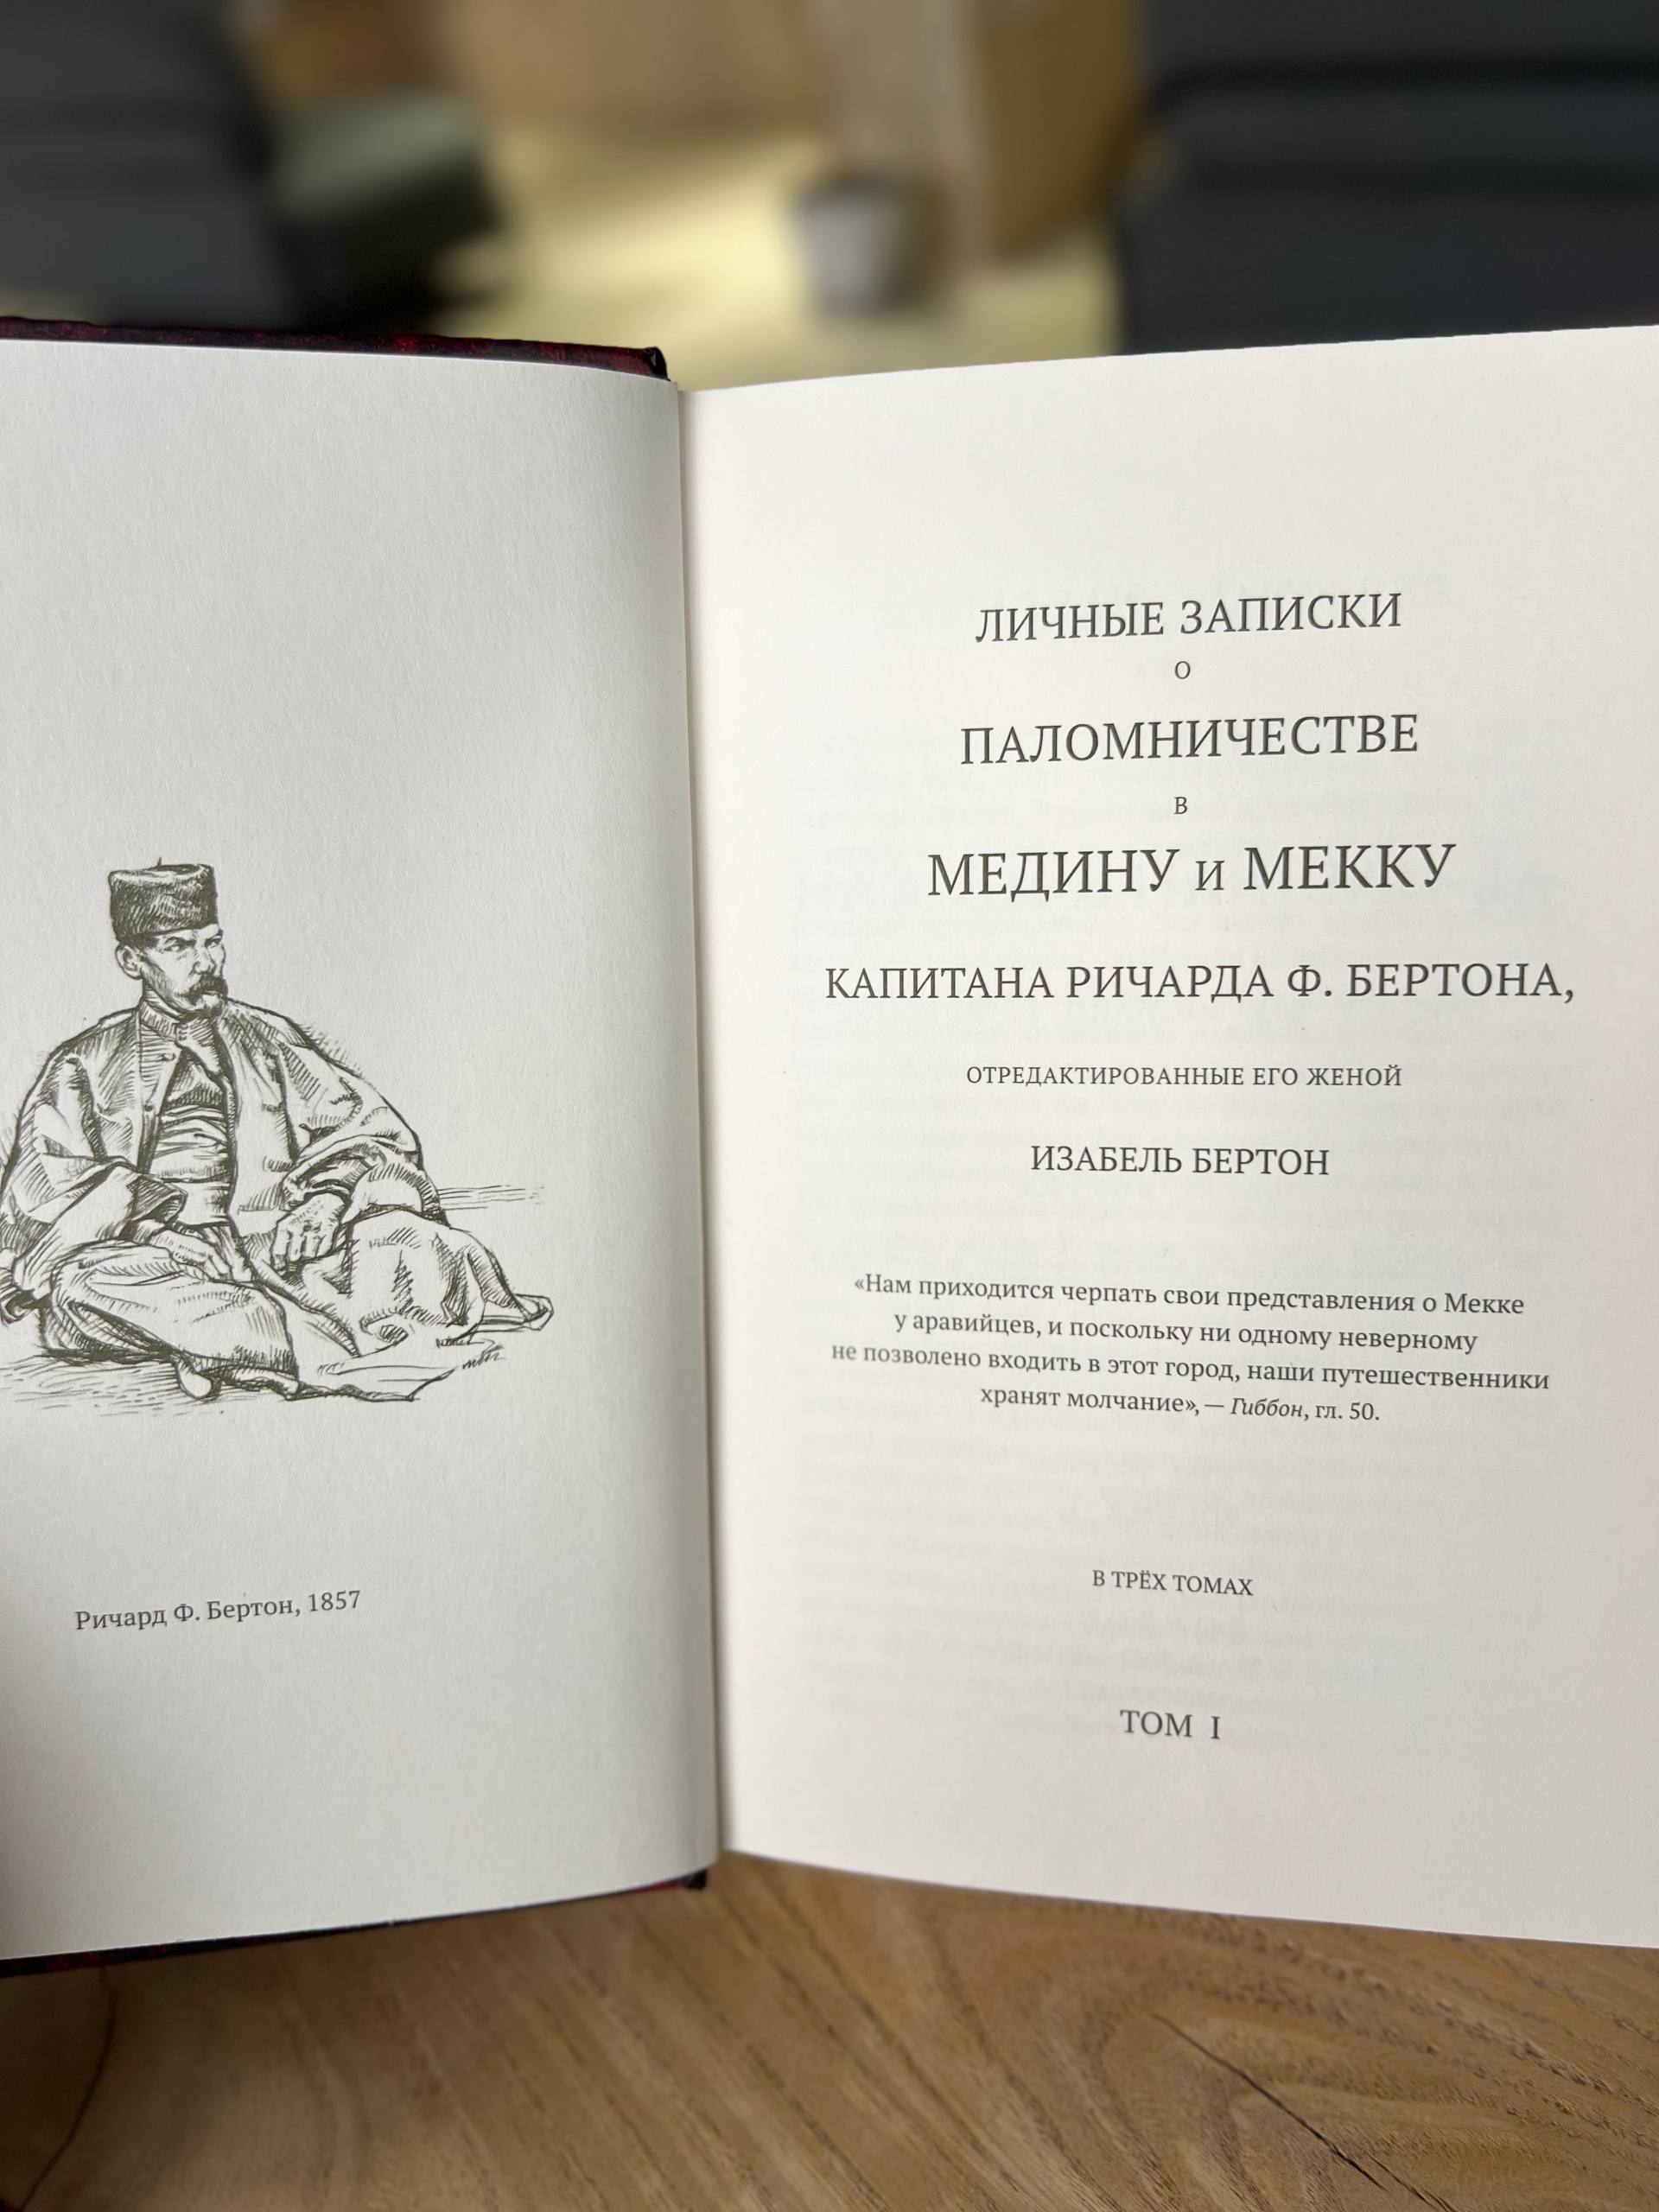 Ричард Ф. Бертон, 1857
ЛИЧНЫЕ ЗАПИСКИ
О
ПАЛОМНИЧЕСТВЕ
В
МЕДИНУ и МЕККУ
КАПИТАНА РИЧАРДА Ф. БЕРТОНА,
ОТРЕДАКТИРОВАННЫЕ ЕГО ЖЕНОЙ
ИЗАБЕЛЬ БЕРТОН
«Нам приходится черпать свои представления о Мекке
у аравийцев, и поскольку ни одному неверному
не позволено входить в этот город, наши путешественники
хранят молчание», — Гиббон, гл. 50.
В ТРЁХ ТОМАХ
ТОМ I